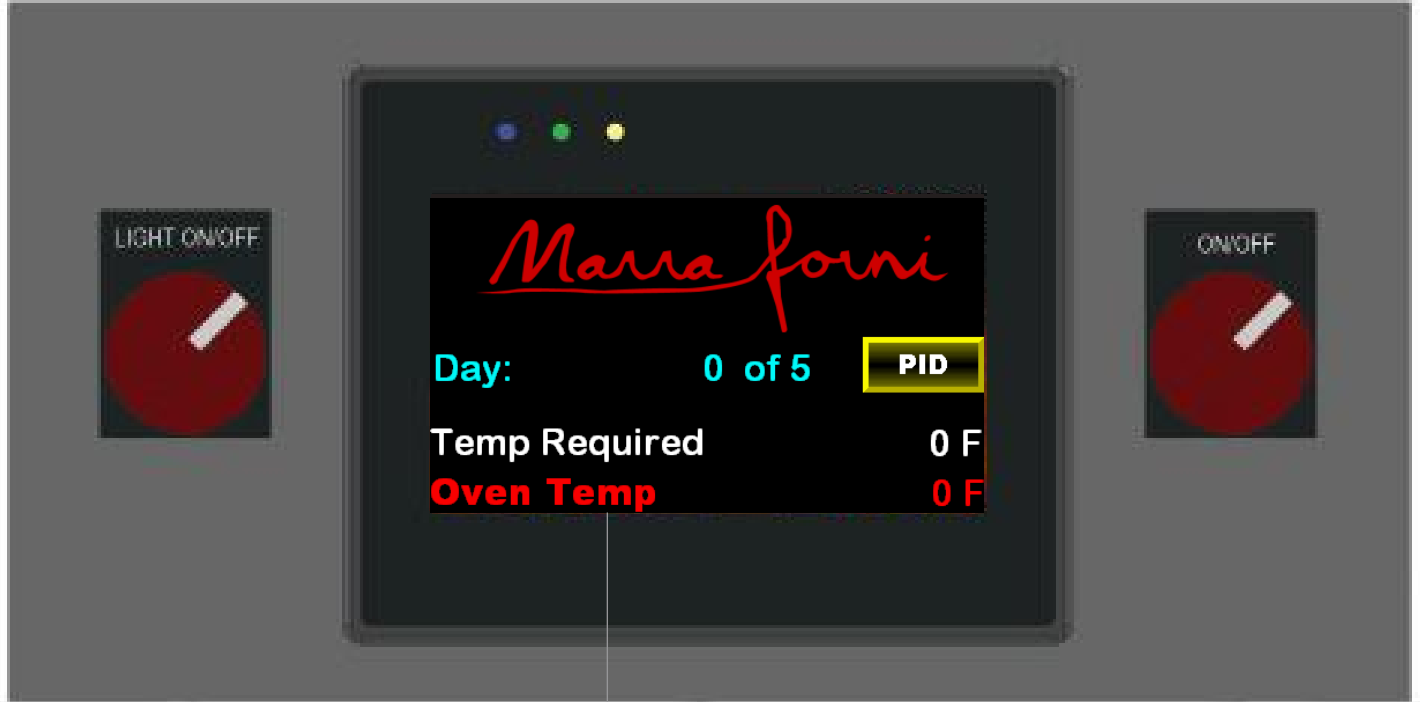 LIGHT ON/OFF
ON/OFF
Marra forni
Day: 0 of 5 PID
Temp Required 0 F
Oven Temp 0 F